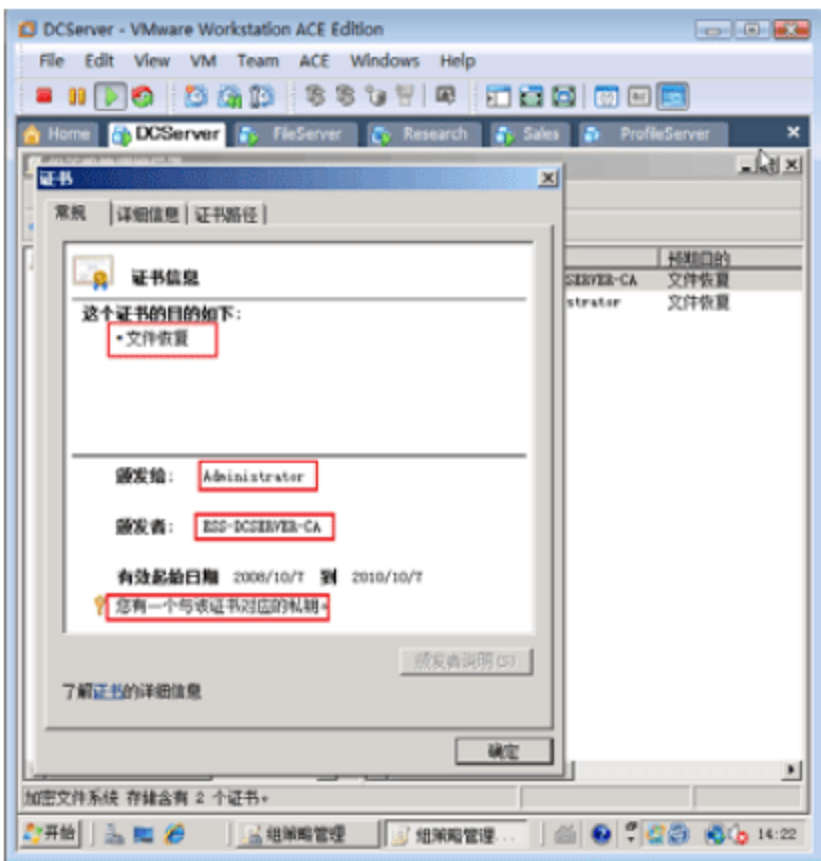 DCServer - VMware Workstation ACE Edition
File Edit View VM Team ACE Windows Help
Home DCServer FileServer Research Sales ProfileServer
证书
常规 详细信息 证书路径
预期目的
证书信息
SERVER-CA 文件恢复
这个证书的目的如下:
strator 文件恢复
•文件恢复
颁发给: Administrator
颁发者: ESS-DCSERVER-CA
有效起始日期 2008/10/7 到 2010/10/7
您有一个与该证书对应的私钥。
颁发者说明(S)
了解证书的详细信息
确定
加密文件系统 存储含有 2 个证书。
开始 组策略管理 组策略管理... 14:22